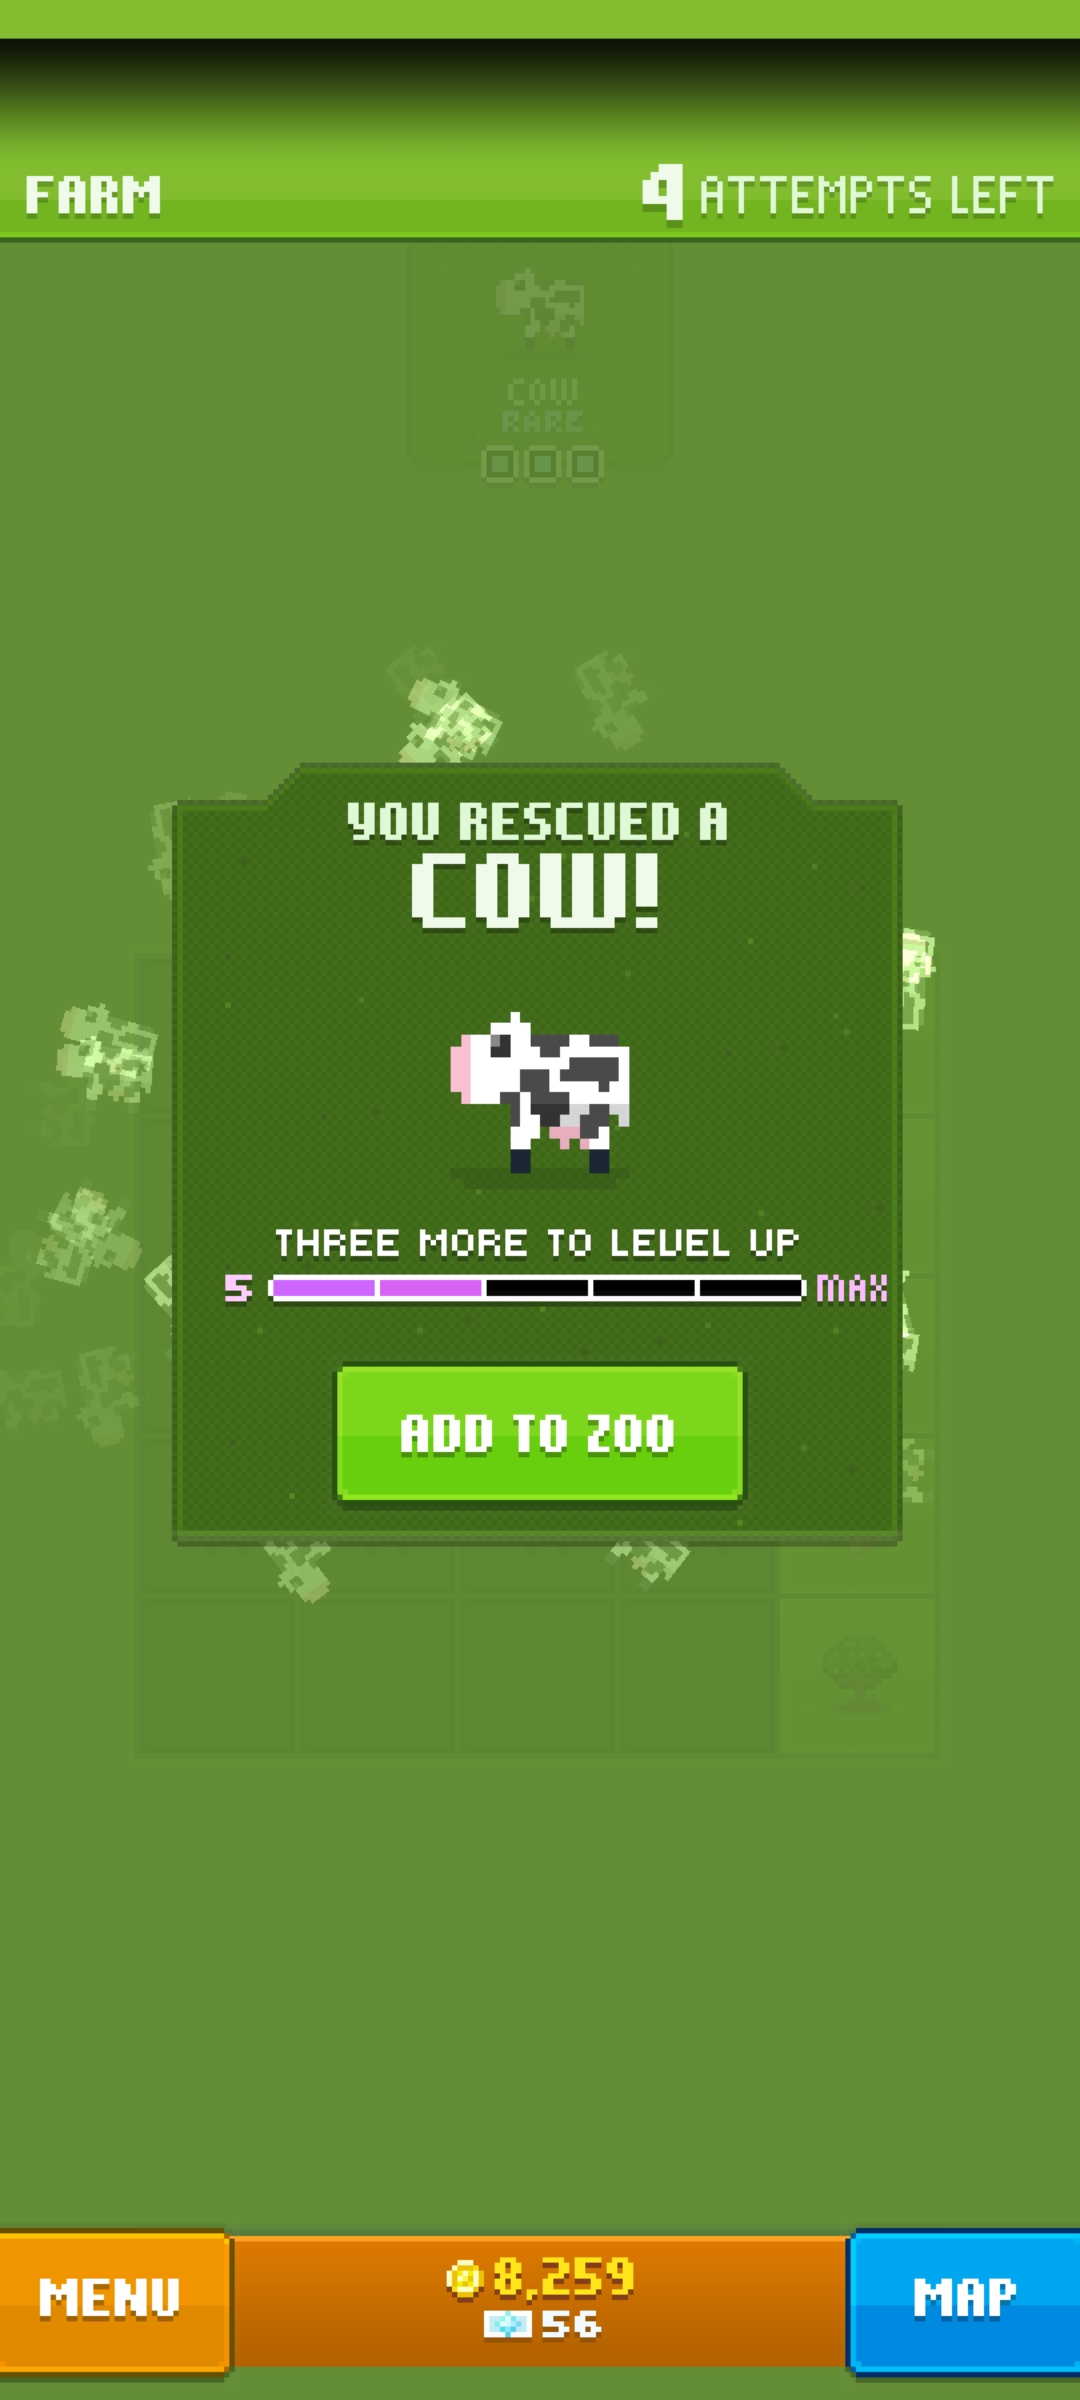 FARM
9 ATTEMPTS LEFT
COW
RARE
YOU RESCUED A
COW!
THREE MORE TO LEVEL UP
5 MAX
ADD TO ZOO
MENU
8,259
56
MAP